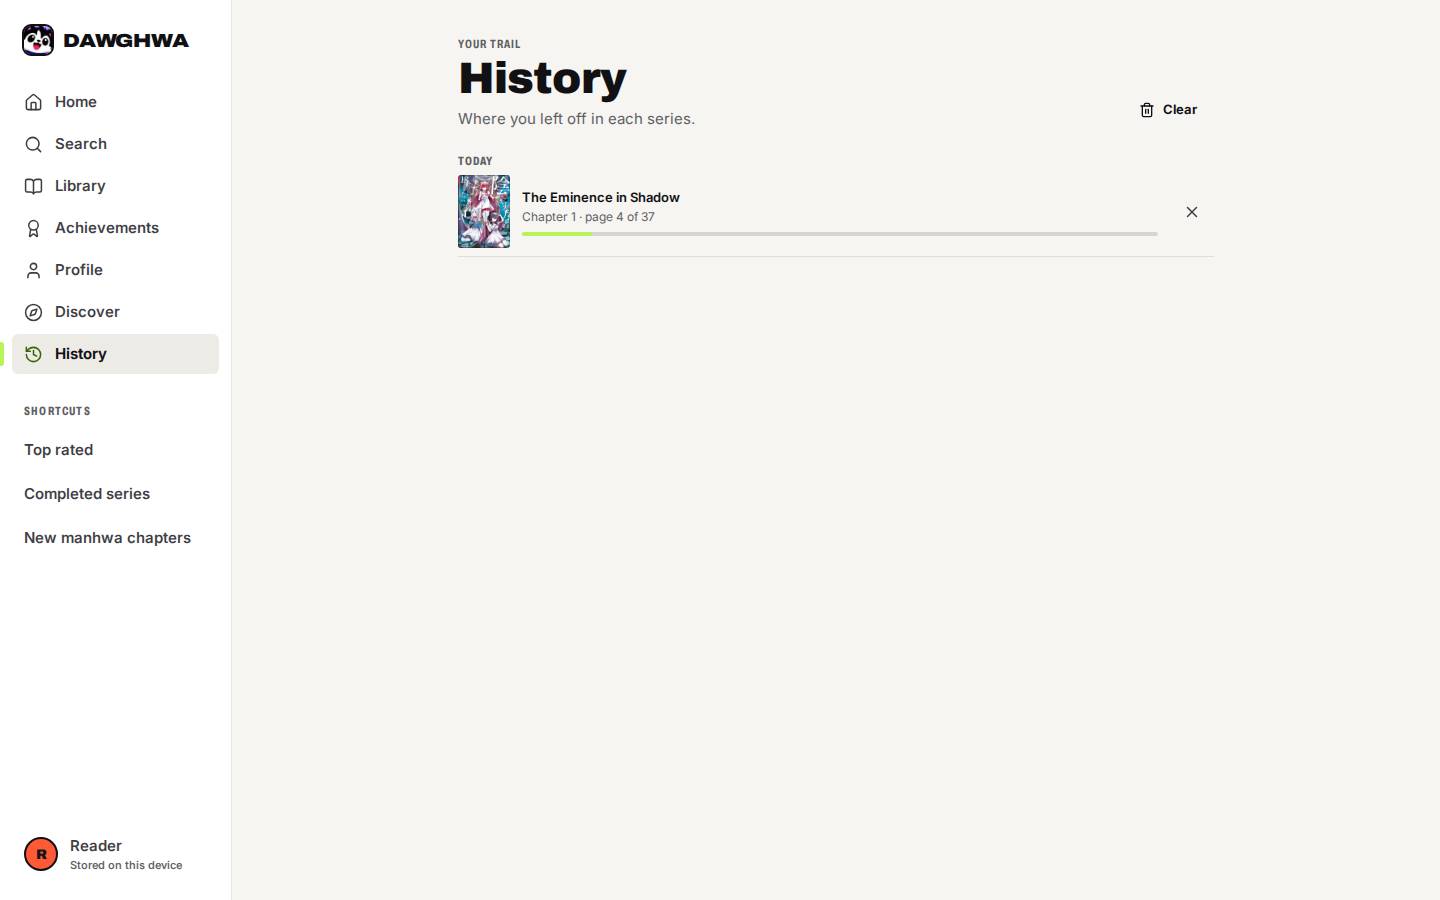 DAWGHWA
Home
Search
Library
Achievements
Profile
Discover
History
SHORTCUTS
Top rated
Completed series
New manhwa chapters
R
Reader
Stored on this device
YOUR TRAIL
History
Where you left off in each series.
Clear
TODAY
The Eminence in Shadow
Chapter 1 · page 4 of 37